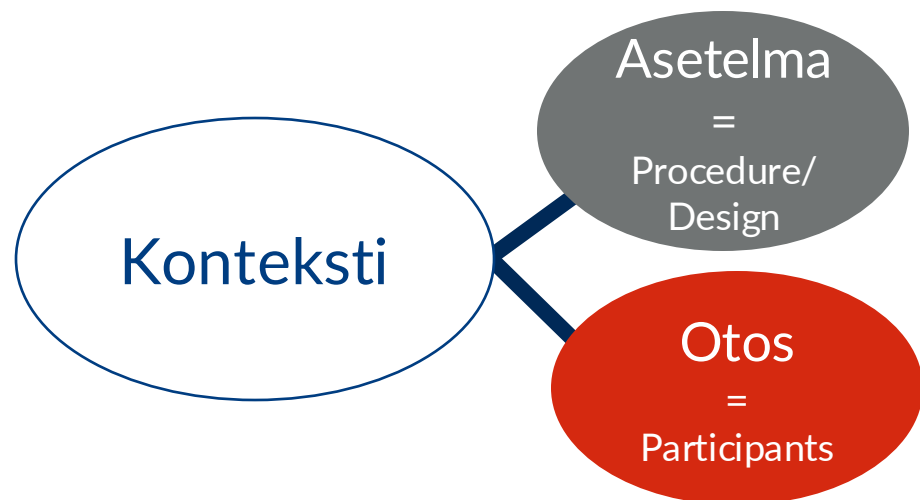 Konteksti
Asetelma
=
Procedure/
Design
Otos
=
Participants